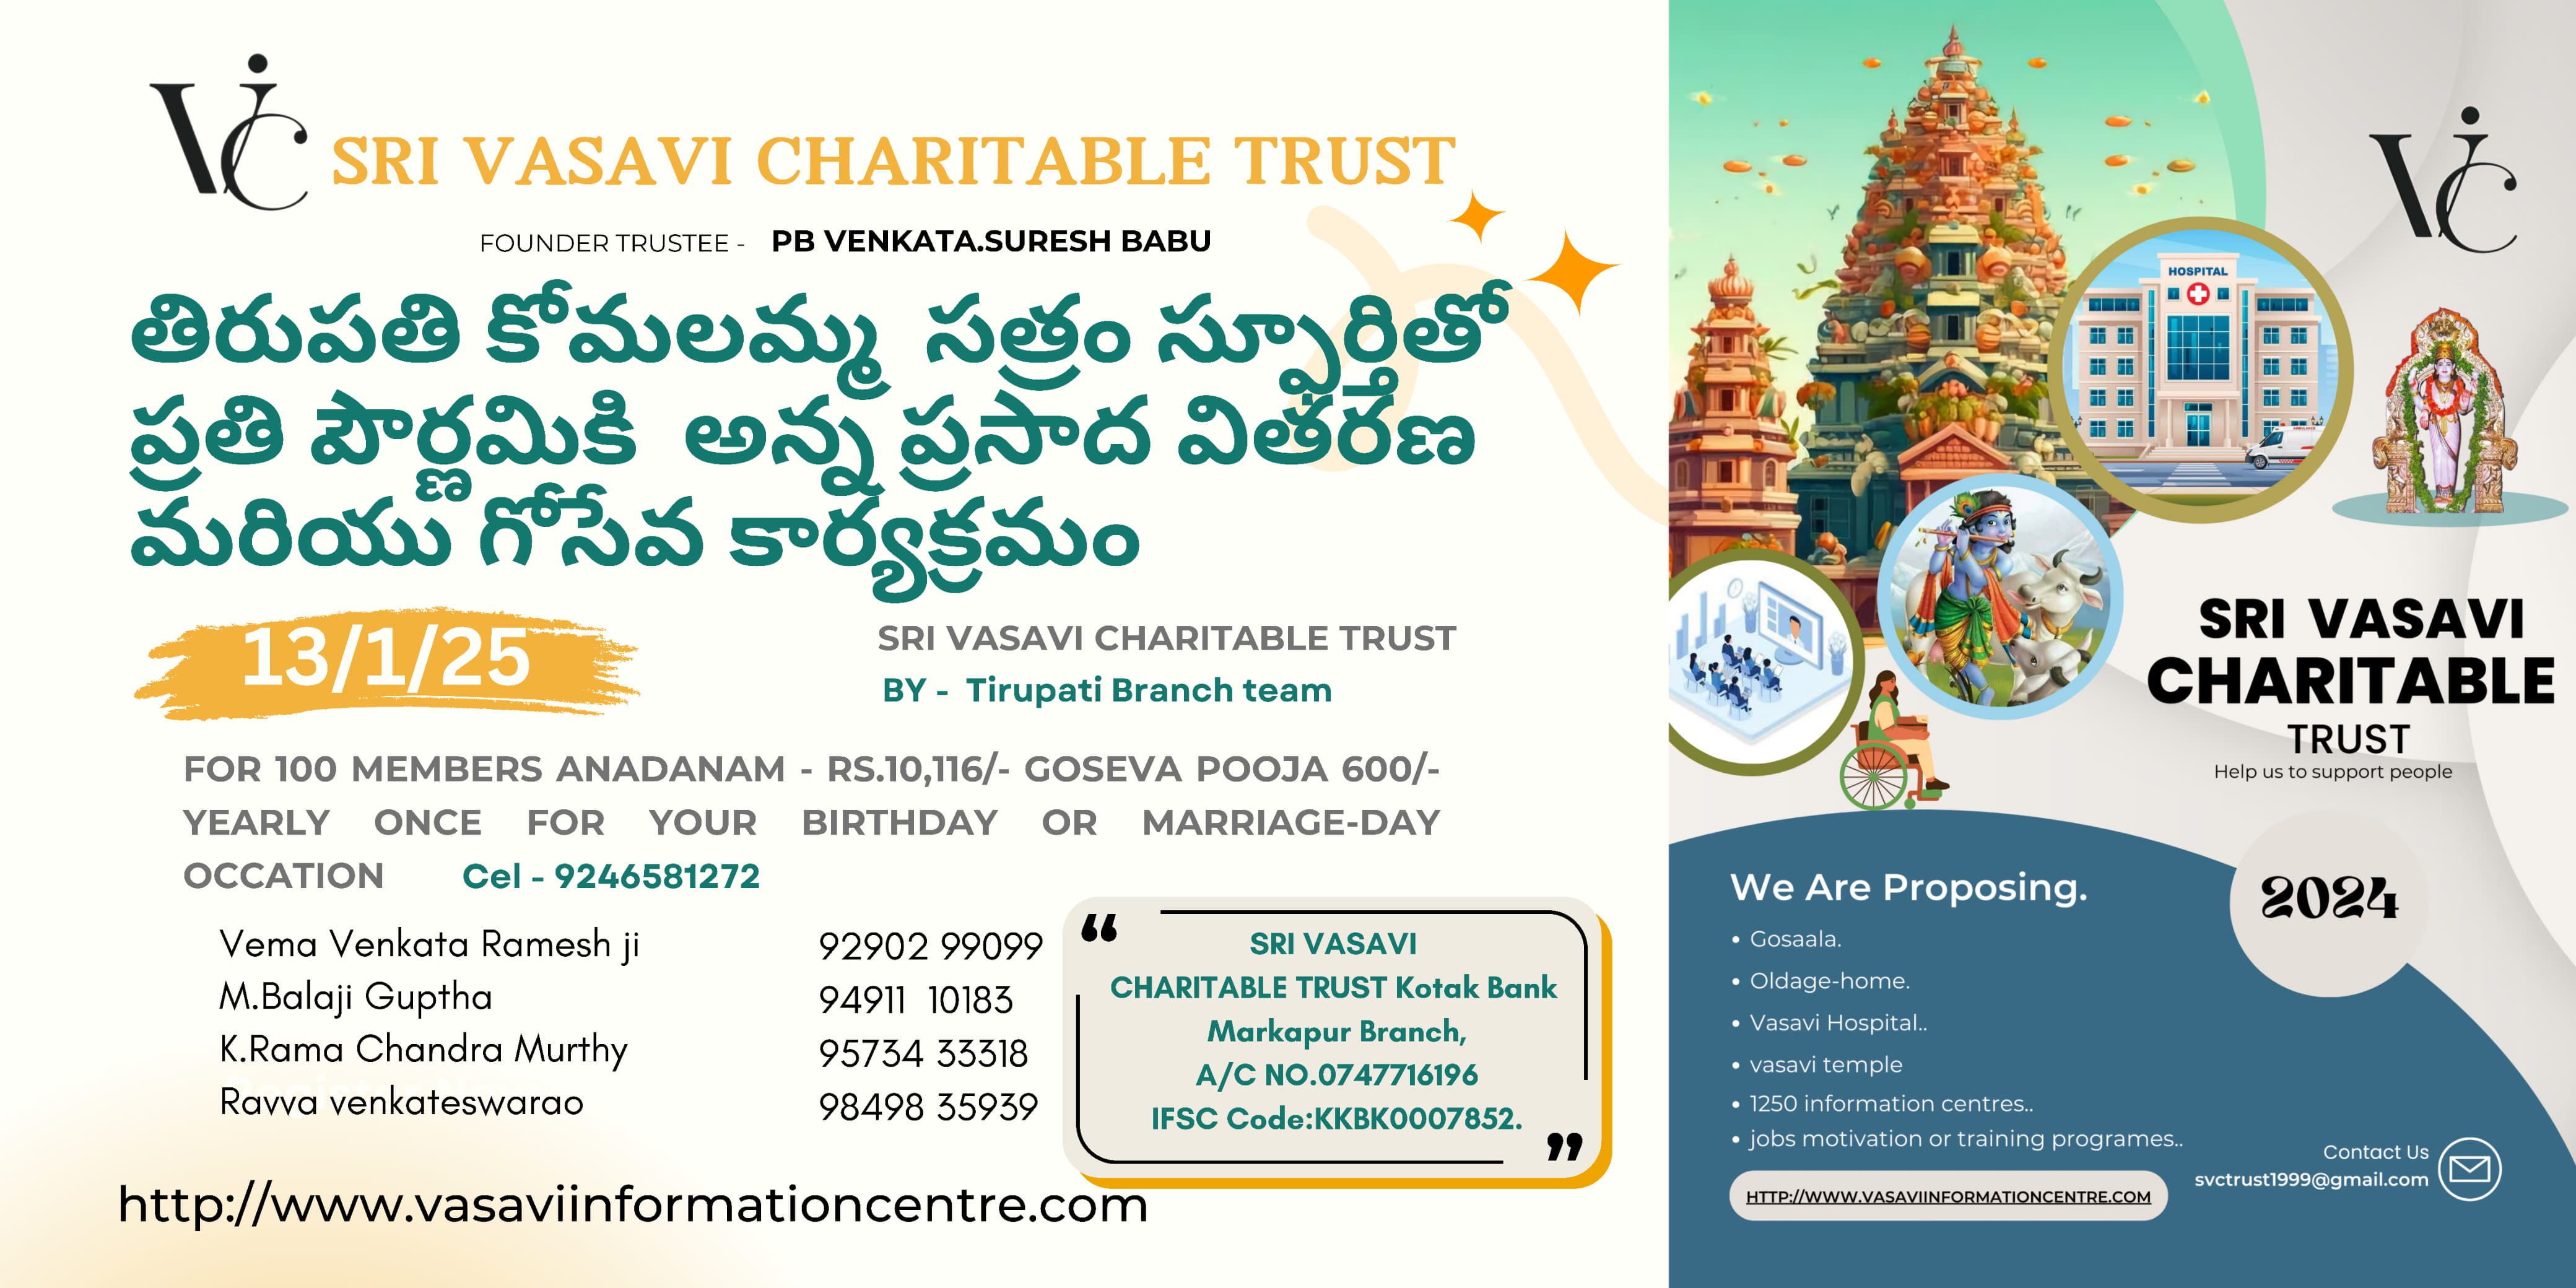 Vic
SRI VASAVI CHARITABLE TRUST
FOUNDER TRUSTEE - PB VENKATA.SURESH BABU
తిరుపతి కోమలమ్మ సత్రం స్ఫూర్తితో
ప్రతి పౌర్ణమికి అన్న ప్రసాద వితరణ
మరియు గోసేవ కార్యక్రమం
13/1/25
SRI VASAVI CHARITABLE TRUST
BY - Tirupati Branch team
FOR 100 MEMBERS ANADANAM - RS.10,116/- GOSEVA POOJA 600/-
YEARLY ONCE FOR YOUR BIRTHDAY OR MARRIAGE-DAY
OCCATION Cel - 9246581272
Vema Venkata Ramesh ji 92902 99099
M.Balaji Guptha 94911 10183
K.Rama Chandra Murthy 95734 33318
Ravva venkateswarao 98498 35939
“
SRI VASAVI
CHARITABLE TRUST Kotak Bank
Markapur Branch,
A/C NO.0747716196
IFSC Code:KKBK0007852.
”
http://www.vasaviinformationcentre.com
Vic
HOSPITAL
SRI VASAVI
CHARITABLE
TRUST
Help us to support people
2024
We Are Proposing.
• Gosaala.
• Oldage-home.
• Vasavi Hospital..
• vasavi temple
• 1250 information centres..
• jobs motivation or training programes..
HTTP://WWW.VASAVIINFORMATIONCENTRE.COM
Contact Us
svctrust1999@gmail.com